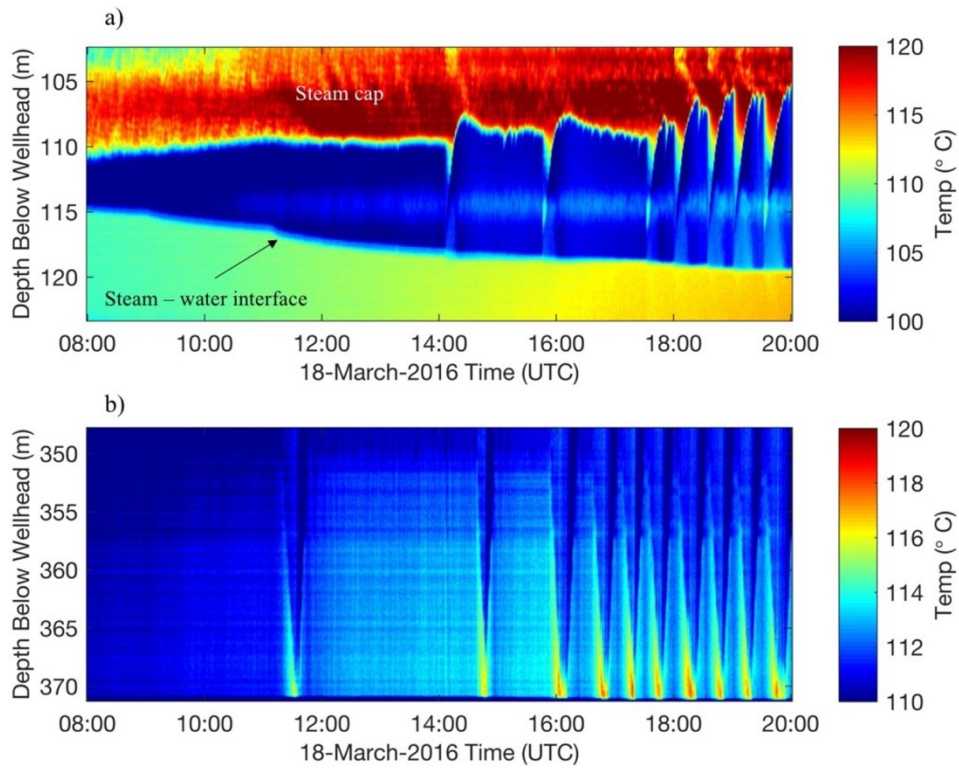 a)
Depth Below Wellhead (m)
105
110
115
120
Steam cap
Steam – water interface
08:00 10:00 12:00 14:00 16:00 18:00 20:00
18-March-2016 Time (UTC)
120
115
110
105
100
Temp (° C)
b)
Depth Below Wellhead (m)
350
355
360
365
370
08:00 10:00 12:00 14:00 16:00 18:00 20:00
18-March-2016 Time (UTC)
120
118
116
114
112
110
Temp (° C)